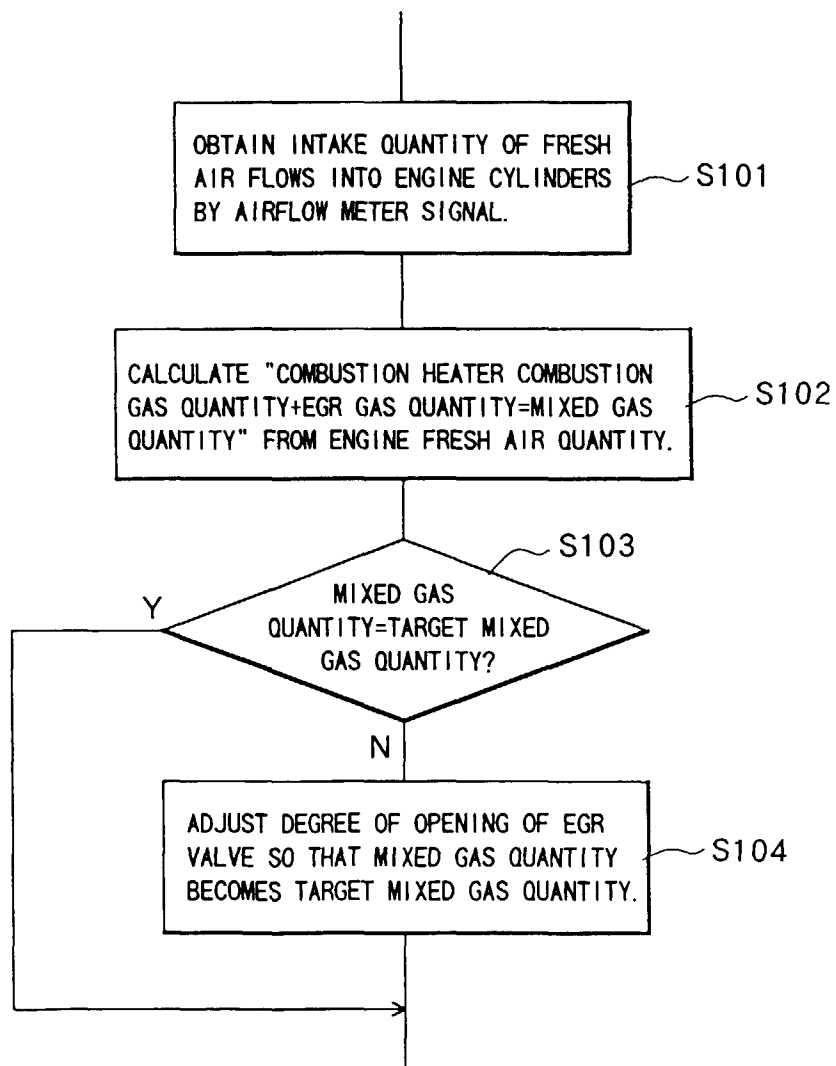 OBTAIN INTAKE QUANTITY OF FRESH
AIR FLOWS INTO ENGINE CYLINDERS
BY AIRFLOW METER SIGNAL.
S101
CALCULATE "COMBUSTION HEATER COMBUSTION
GAS QUANTITY+EGR GAS QUANTITY=MIXED GAS
QUANTITY" FROM ENGINE FRESH AIR QUANTITY.
S102
S103
MIXED GAS
QUANTITY=TARGET MIXED
GAS QUANTITY?
Y
N
ADJUST DEGREE OF OPENING OF EGR
VALVE SO THAT MIXED GAS QUANTITY
BECOMES TARGET MIXED GAS QUANTITY.
S104